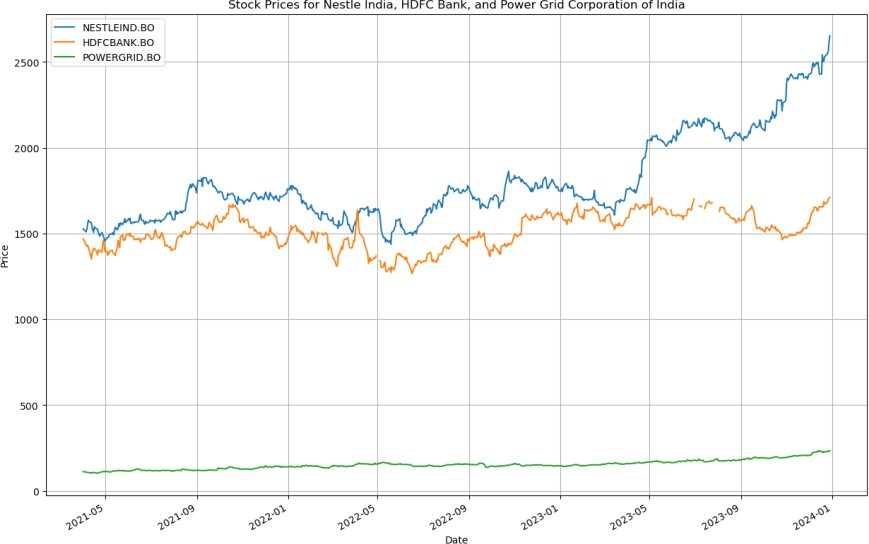 Stock Prices for Nestle India, HDFC Bank, and Power Grid Corporation of India
NESTLEIND.BO
HDFCBANK.BO
POWERGRID.BO
2500
2000
1500
1000
500
0
Price
2021-05
2021-09
2022-01
2022-05
2022-09
2023-01
2023-05
2023-09
2024-01
Date